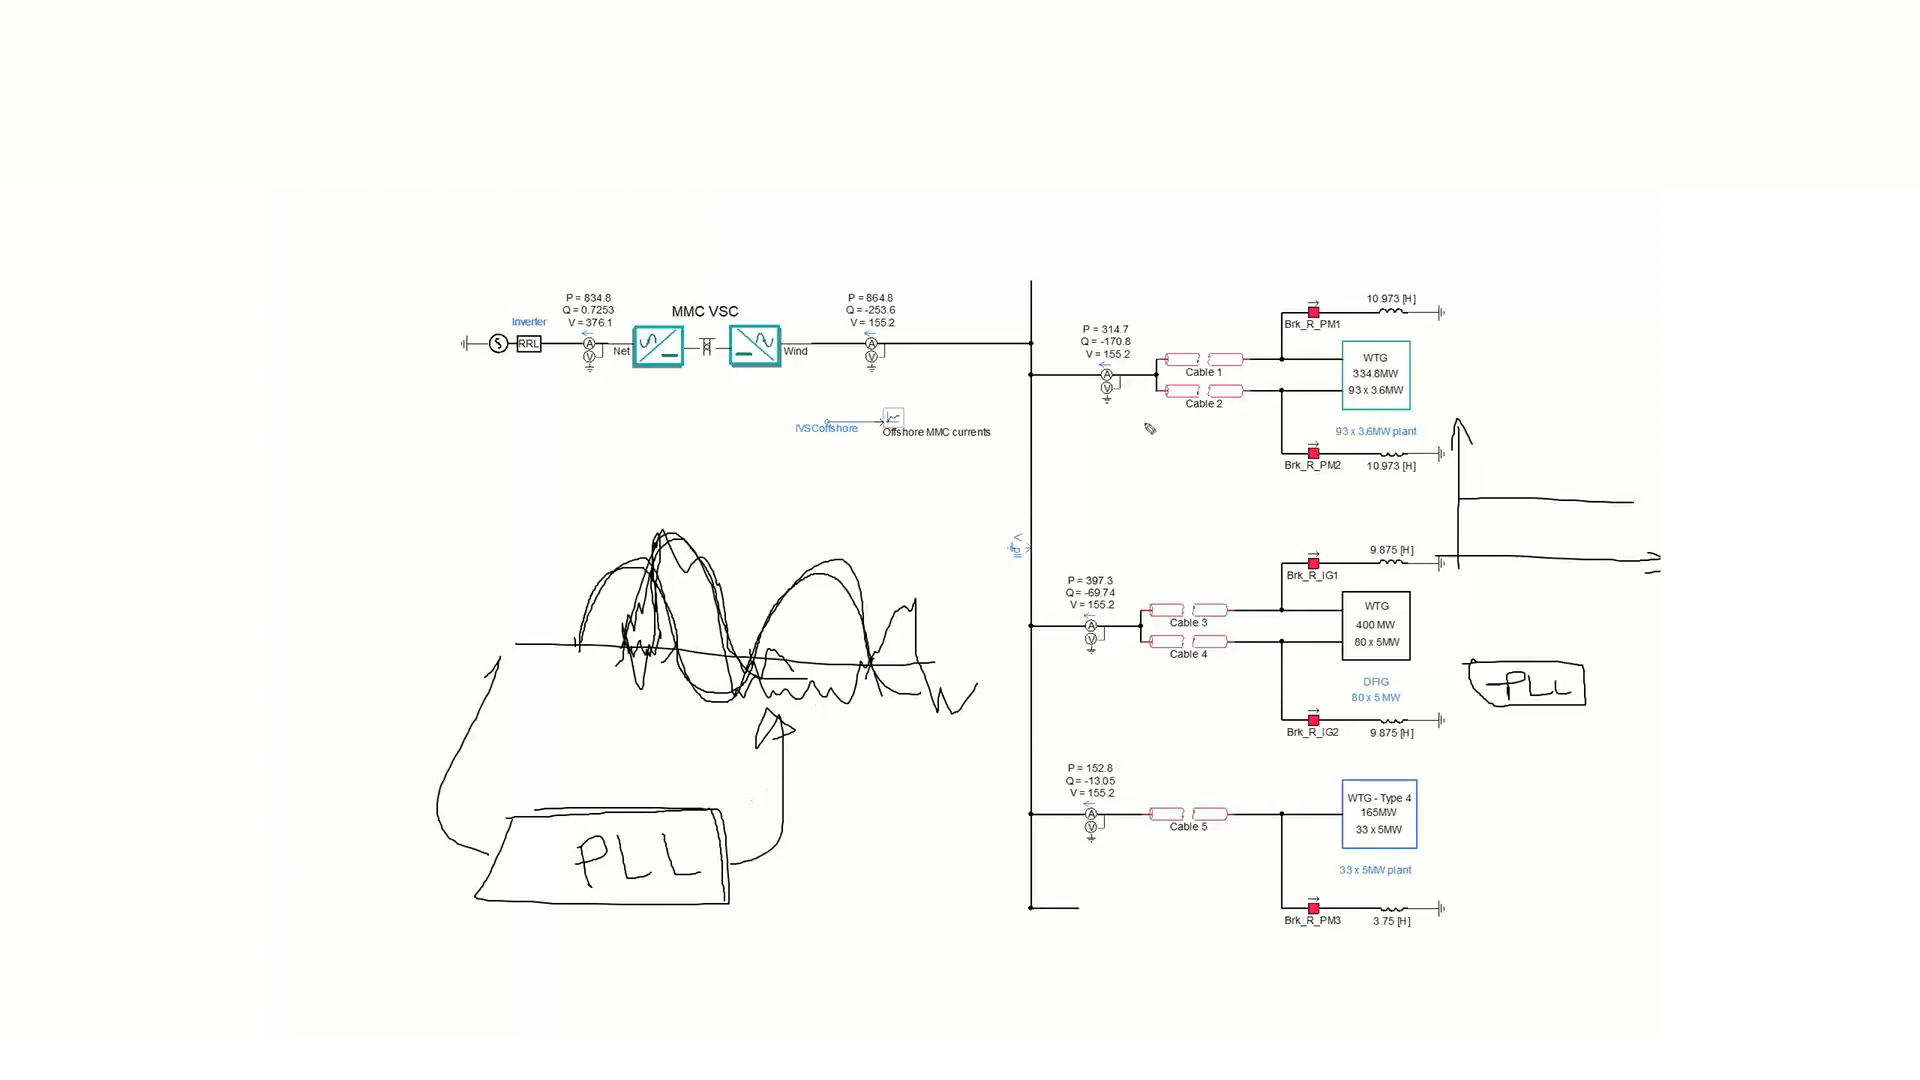 P = 834.8
Q = 0.7253
V = 376.1
Inverter
RRL
A
V
Net
MMC VSC
Wind
P = 864.8
Q = -253.6
V = 155.2
A
V
IVSCoffshore
Offshore MMC currents
P = 314.7
Q = -170.8
V = 155.2
A
V
Cable 1
Cable 2
Brk_R_PM1
10.973 [H]
WTG
334.8MW
93 x 3.6MW
93 x 3.6MW plant
Brk_R_PM2
10.973 [H]
V_pll
P = 397.3
Q = -69.74
V = 155.2
A
V
Cable 3
Cable 4
Brk_R_IG1
9.875 [H]
WTG
400 MW
80 x 5MW
DFIG
80 x 5 MW
Brk_R_IG2
9.875 [H]
PLL
P = 152.8
Q = -13.05
V = 155.2
A
V
Cable 5
WTG - Type 4
165MW
33 x 5MW
33 x 5MW plant
Brk_R_PM3
3.75 [H]
PLL